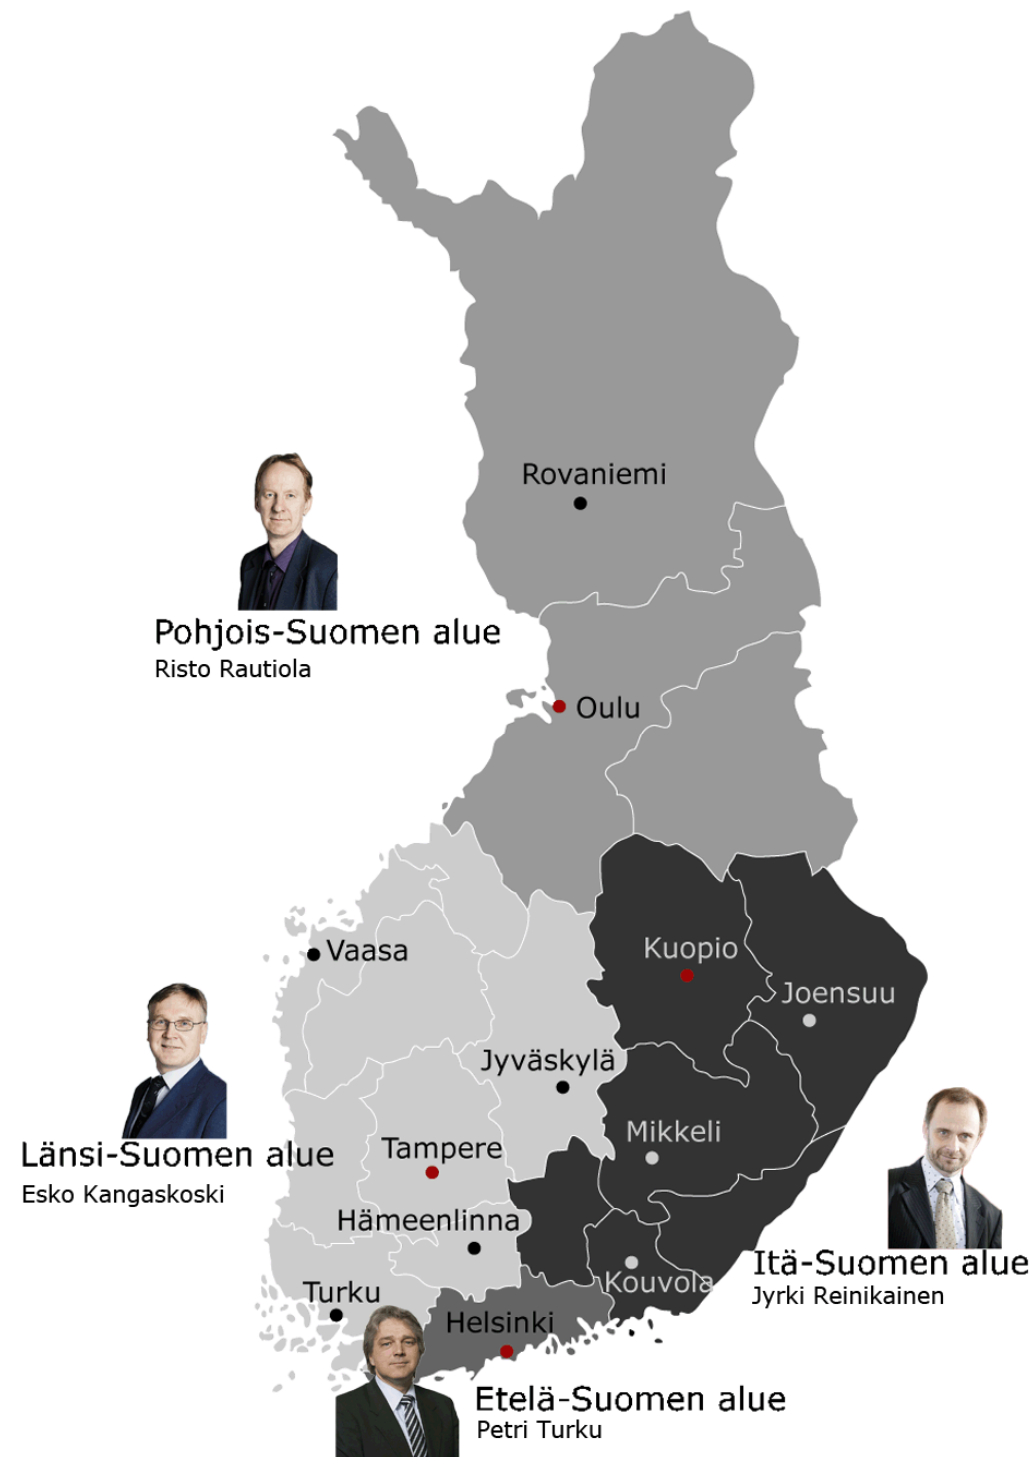 Rovaniemi
Pohjois-Suomen alue
Risto Rautiola
Oulu
Vaasa
Kuopio
Joensuu
Jyväskylä
Mikkeli
Tampere
Länsi-Suomen alue
Esko Kangaskoski
Hämeenlinna
Itä-Suomen alue
Jyrki Reinikainen
Kouvola
Turku
Helsinki
Etelä-Suomen alue
Petri Turku